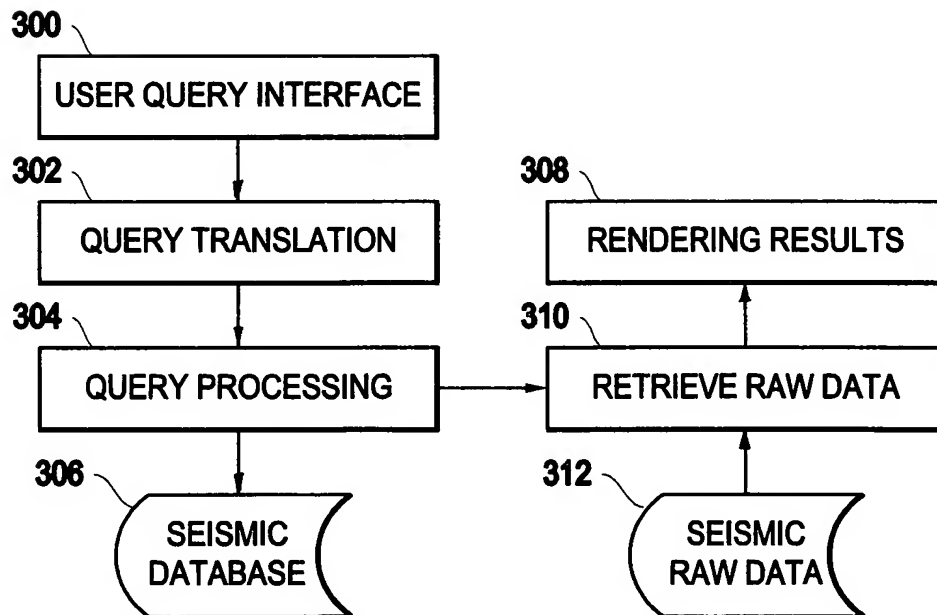 300
USER QUERY INTERFACE
302
QUERY TRANSLATION
308
RENDERING RESULTS
304
QUERY PROCESSING
310
RETRIEVE RAW DATA
306
SEISMIC
DATABASE
312
SEISMIC
RAW DATA